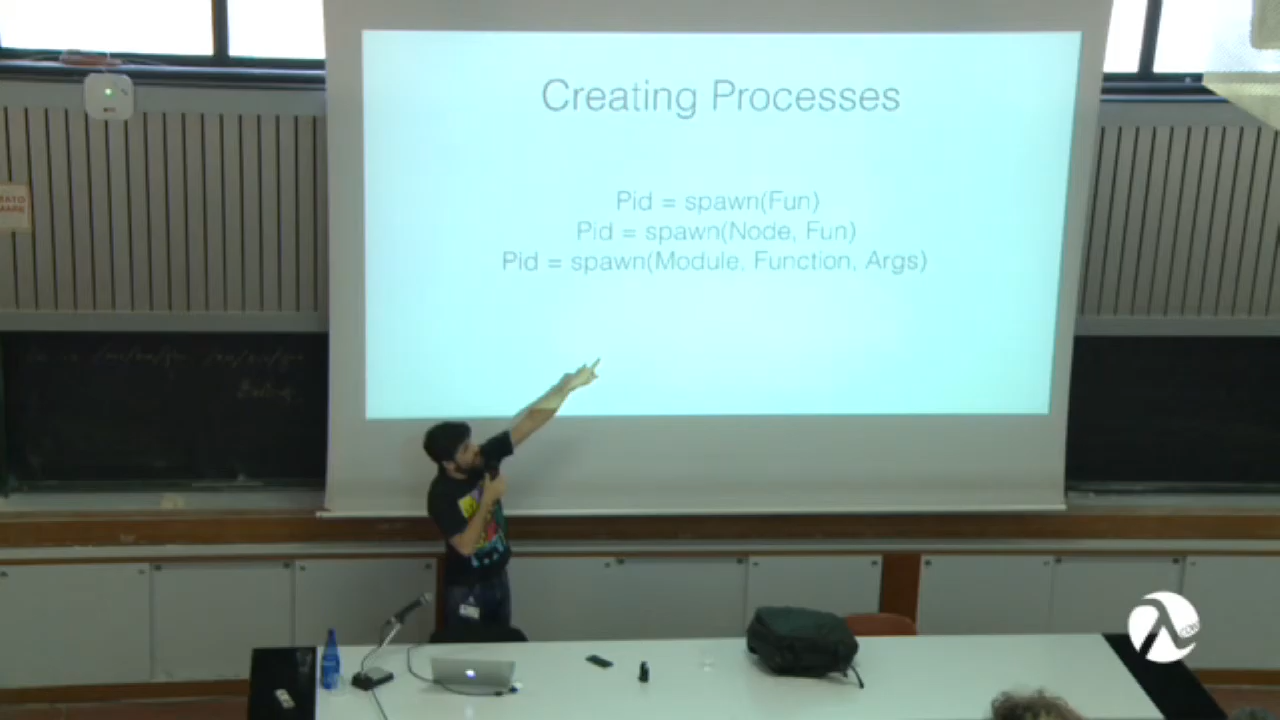 Creating Processes
Pid = spawn(Fun)
Pid = spawn(Node, Fun)
Pid = spawn(Module, Function, Args)